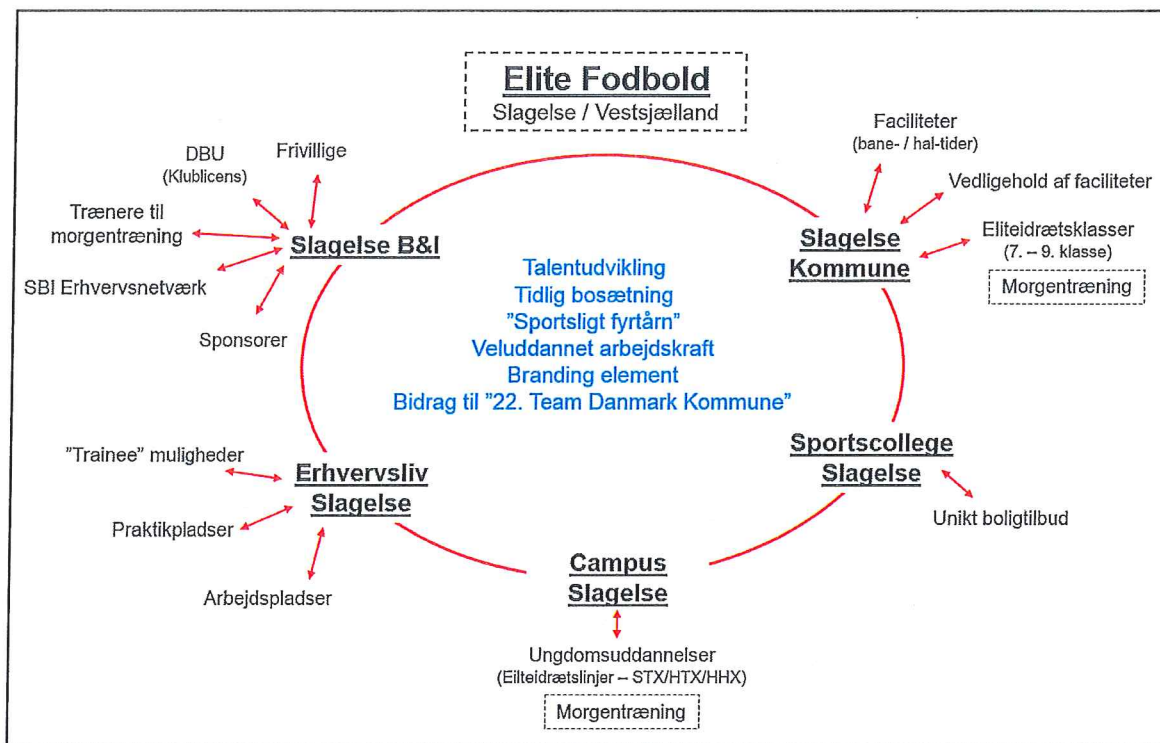 Elite Fodbold
Slagelse / Vestsjælland
Faciliteter
(bane- / hal-tider)
Vedligehold af faciliteter
Eliteidrætsklasser
(7. – 9. klasse)
Morgentræning
Slagelse
Kommune
Frivillige
DBU
(Klublicens)
Trænere til
morgentræning
SBI Erhvervsnetværk
Sponsorer
Slagelse B&I
Talentudvikling
Tidlig bosætning
"Sportsligt fyrtårn"
Veluddannet arbejdskraft
Branding element
Bidrag til "22. Team Danmark Kommune"
Sportscollege
Slagelse
Unikt boligtilbud
"Trainee" muligheder
Praktikpladser
Arbejdspladser
Erhvervsliv
Slagelse
Campus
Slagelse
Ungdomsuddannelser
(Eilteidrætslinjer – STX/HTX/HHX)
Morgentræning